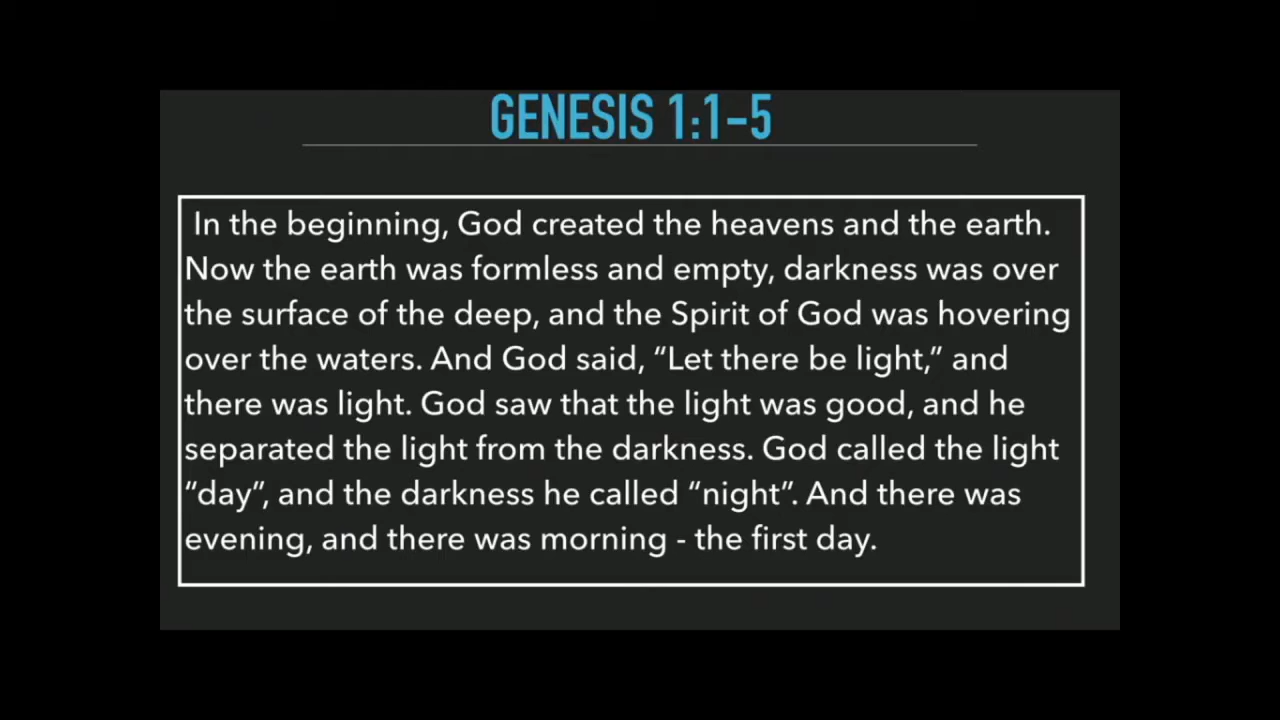 GENESIS 1:1-5
In the beginning, God created the heavens and the earth.
Now the earth was formless and empty, darkness was over
the surface of the deep, and the Spirit of God was hovering
over the waters. And God said, “Let there be light,” and
there was light. God saw that the light was good, and he
separated the light from the darkness. God called the light
“day”, and the darkness he called “night”. And there was
evening, and there was morning - the first day.